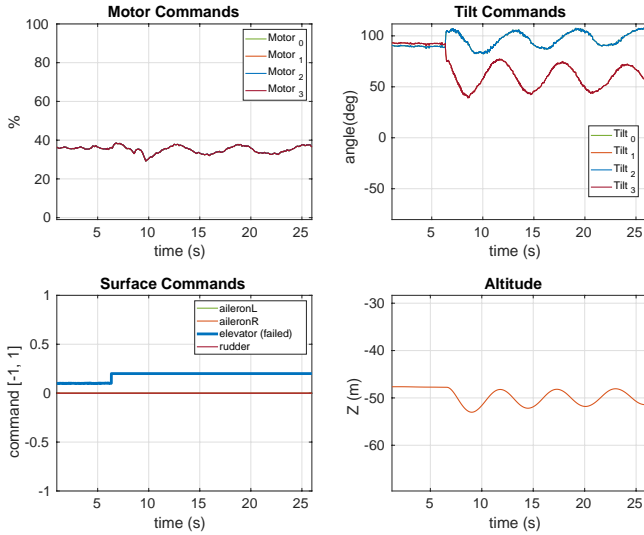 Motor Commands
100
80
60
40
20
0
%
5 10 15 20 25
time (s)
Motor 0
Motor 1
Motor 2
Motor 3
Tilt Commands
100
50
0
-50
angle(deg)
5 10 15 20 25
time (s)
Tilt 0
Tilt 1
Tilt 2
Tilt 3
Surface Commands
1
0.5
0
-0.5
-1
command [-1, 1]
5 10 15 20 25
time (s)
aileronL
aileronR
elevator (failed)
rudder
Altitude
-30
-40
-50
-60
Z (m)
5 10 15 20 25
time (s)